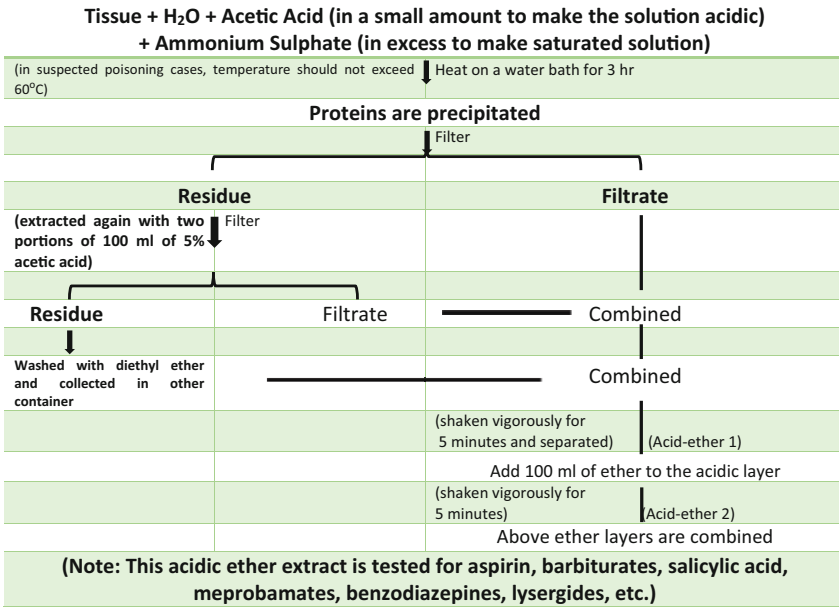 Tissue + H₂O + Acetic Acid (in a small amount to make the solution acidic)
+ Ammonium Sulphate (in excess to make saturated solution)
(in suspected poisoning cases, temperature should not exceed
60⁰C)
Heat on a water bath for 3 hr
Proteins are precipitated
Filter
Residue
Filtrate
(extracted again with two
portions of 100 ml of 5%
acetic acid)
Filter
Residue
Filtrate
Combined
Washed with diethyl ether
and collected in other
container
Combined
(shaken vigorously for
5 minutes and separated)
(Acid-ether 1)
Add 100 ml of ether to the acidic layer
(shaken vigorously for
5 minutes)
(Acid-ether 2)
Above ether layers are combined
(Note: This acidic ether extract is tested for aspirin, barbiturates, salicylic acid,
meprobamates, benzodiazepines, lysergides, etc.)